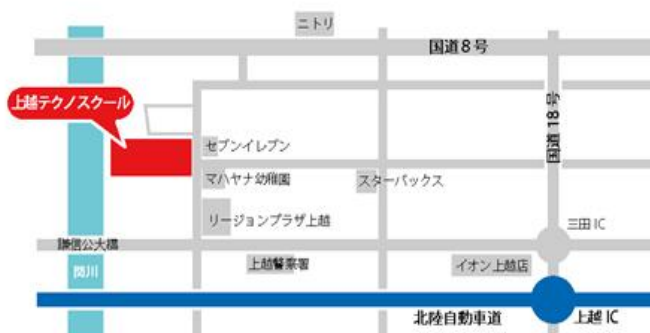 ニトリ
国道8号
上越テクノスクール
国道18号
セブンイレブン
マハヤナ幼稚園
スターバックス
リージョンプラザ上越
三田IC
謙信公大橋
上越警察署
イオン上越店
関川
北陸自動車道
上越IC